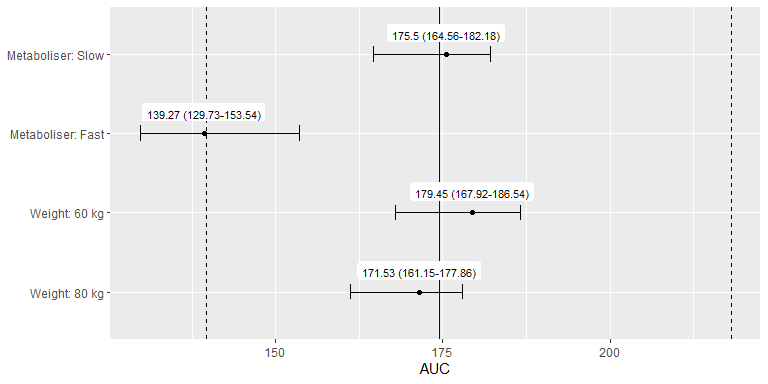 Metaboliser: Slow
175.5 (164.56-182.18)
Metaboliser: Fast
139.27 (129.73-153.54)
Weight: 60 kg
179.45 (167.92-186.54)
Weight: 80 kg
171.53 (161.15-177.86)
150
175
200
AUC